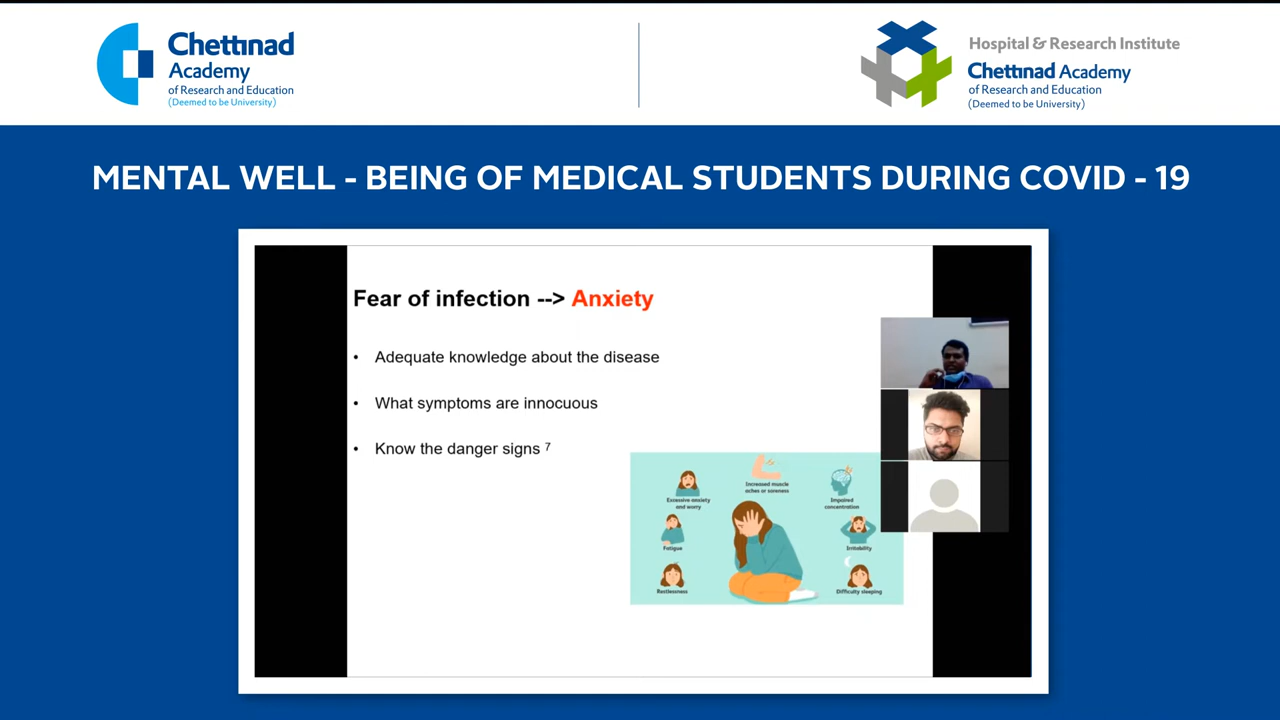 Chettinad
Academy
of Research and Education
(Deemed to be University)
Hospital & Research Institute
Chettinad Academy
of Research and Education
(Deemed to be University)
MENTAL WELL - BEING OF MEDICAL STUDENTS DURING COVID - 19
Fear of infection --> Anxiety
• Adequate knowledge about the disease
• What symptoms are innocuous
• Know the danger signs 7
Increased muscle
aches or soreness
Excessive anxiety
and worry
Impaired
concentration
Fatigue
Irritability
Restlessness
Difficulty sleeping